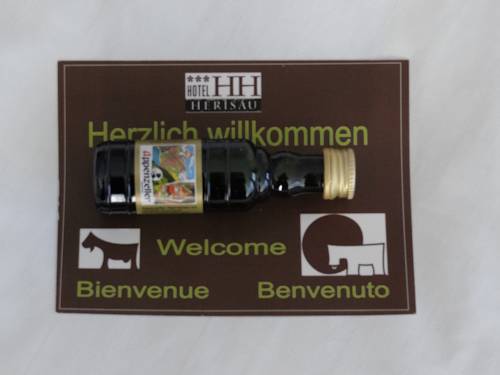 *** HH
HOTEL
HERISAU
Herzlich willkommen
Appenzeller
Welcome
Bienvenue
Benvenuto